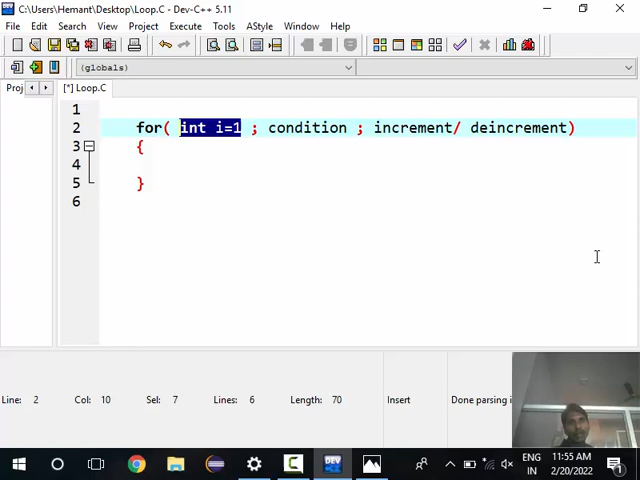 C:\Users\Hemant\Desktop\Loop.C - Dev-C++ 5.11
File Edit Search View Project Execute Tools AStyle Window Help
(globals)
Proj [*] Loop.C
1
2 for( int i=1 ; condition ; increment/ deincrement)
3 {
4
5 }
6
Line: 2 Col: 10 Sel: 7 Lines: 6 Length: 70 Insert Done parsing i
DEV ENG 11:55 AM
IN 2/20/2022